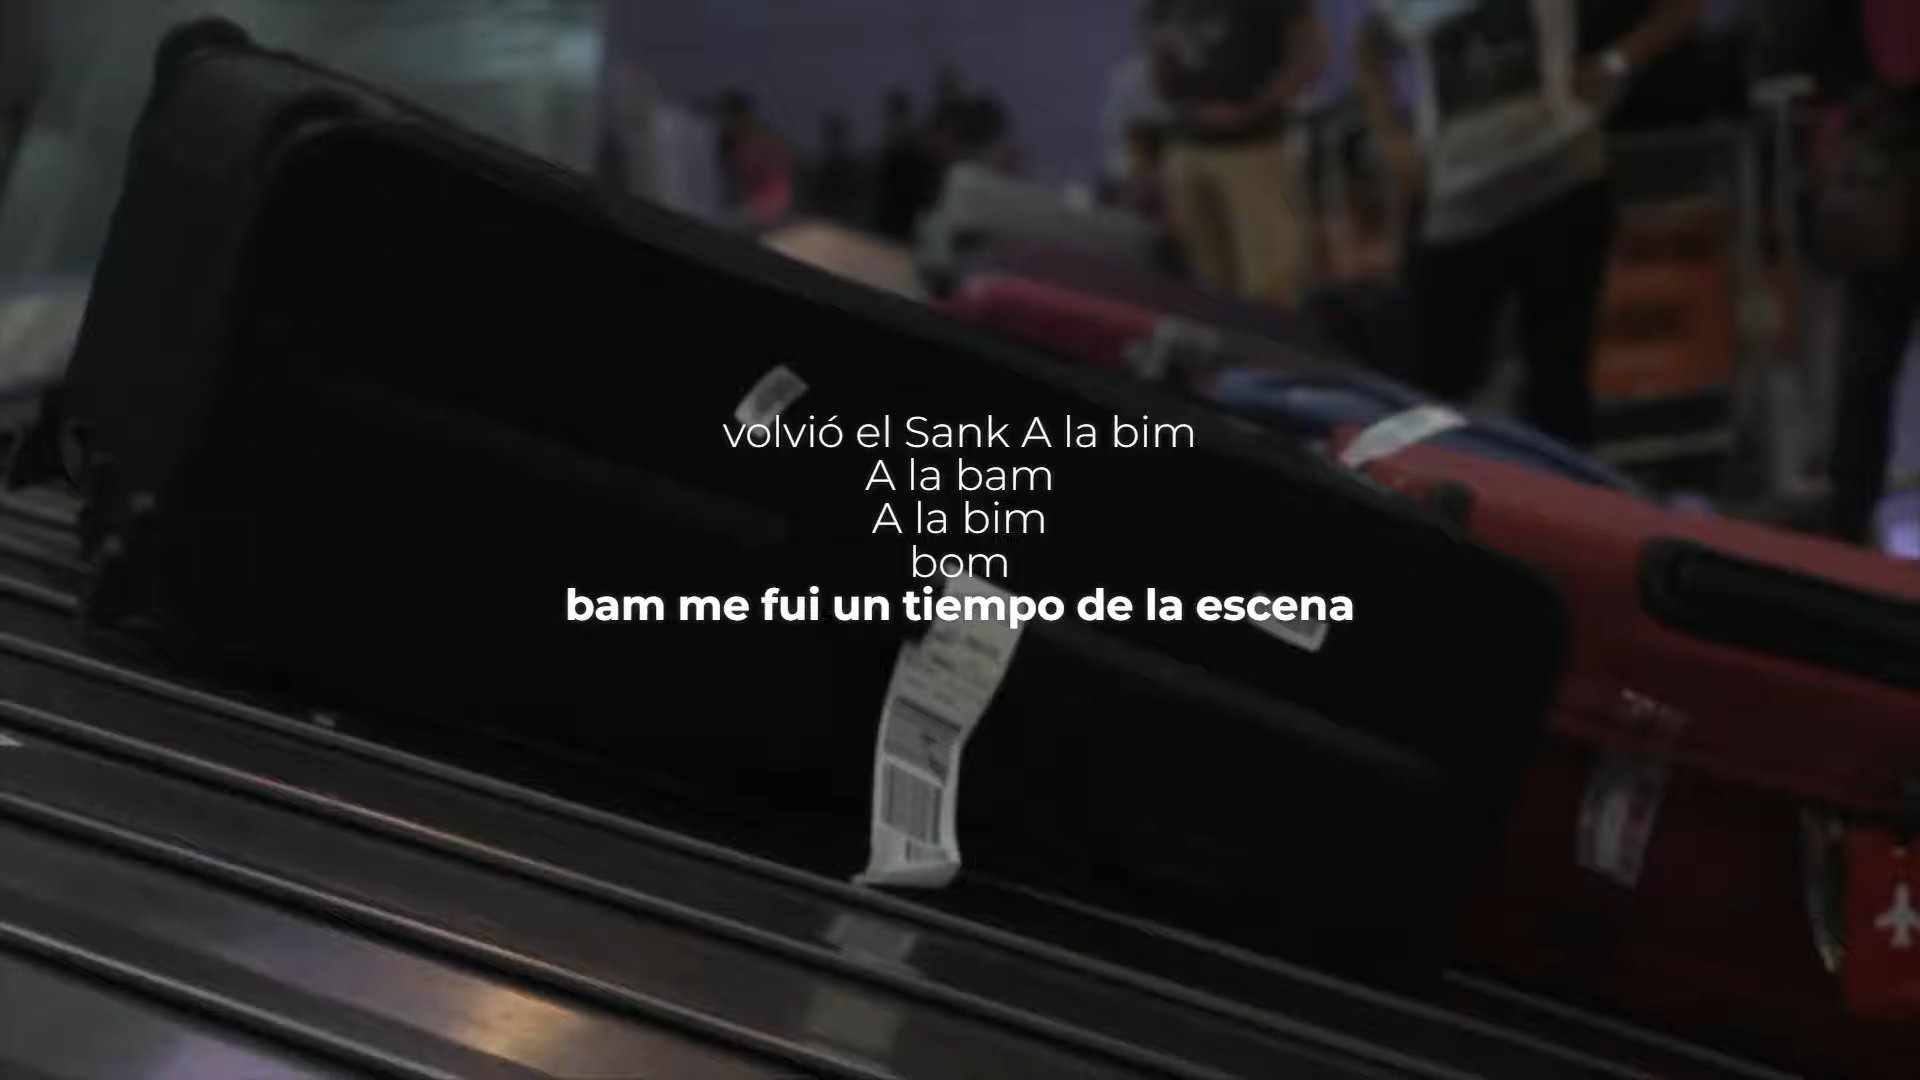 volvió el Sank A la bim
A la bam
A la bim
bom
bam me fui un tiempo de la escena